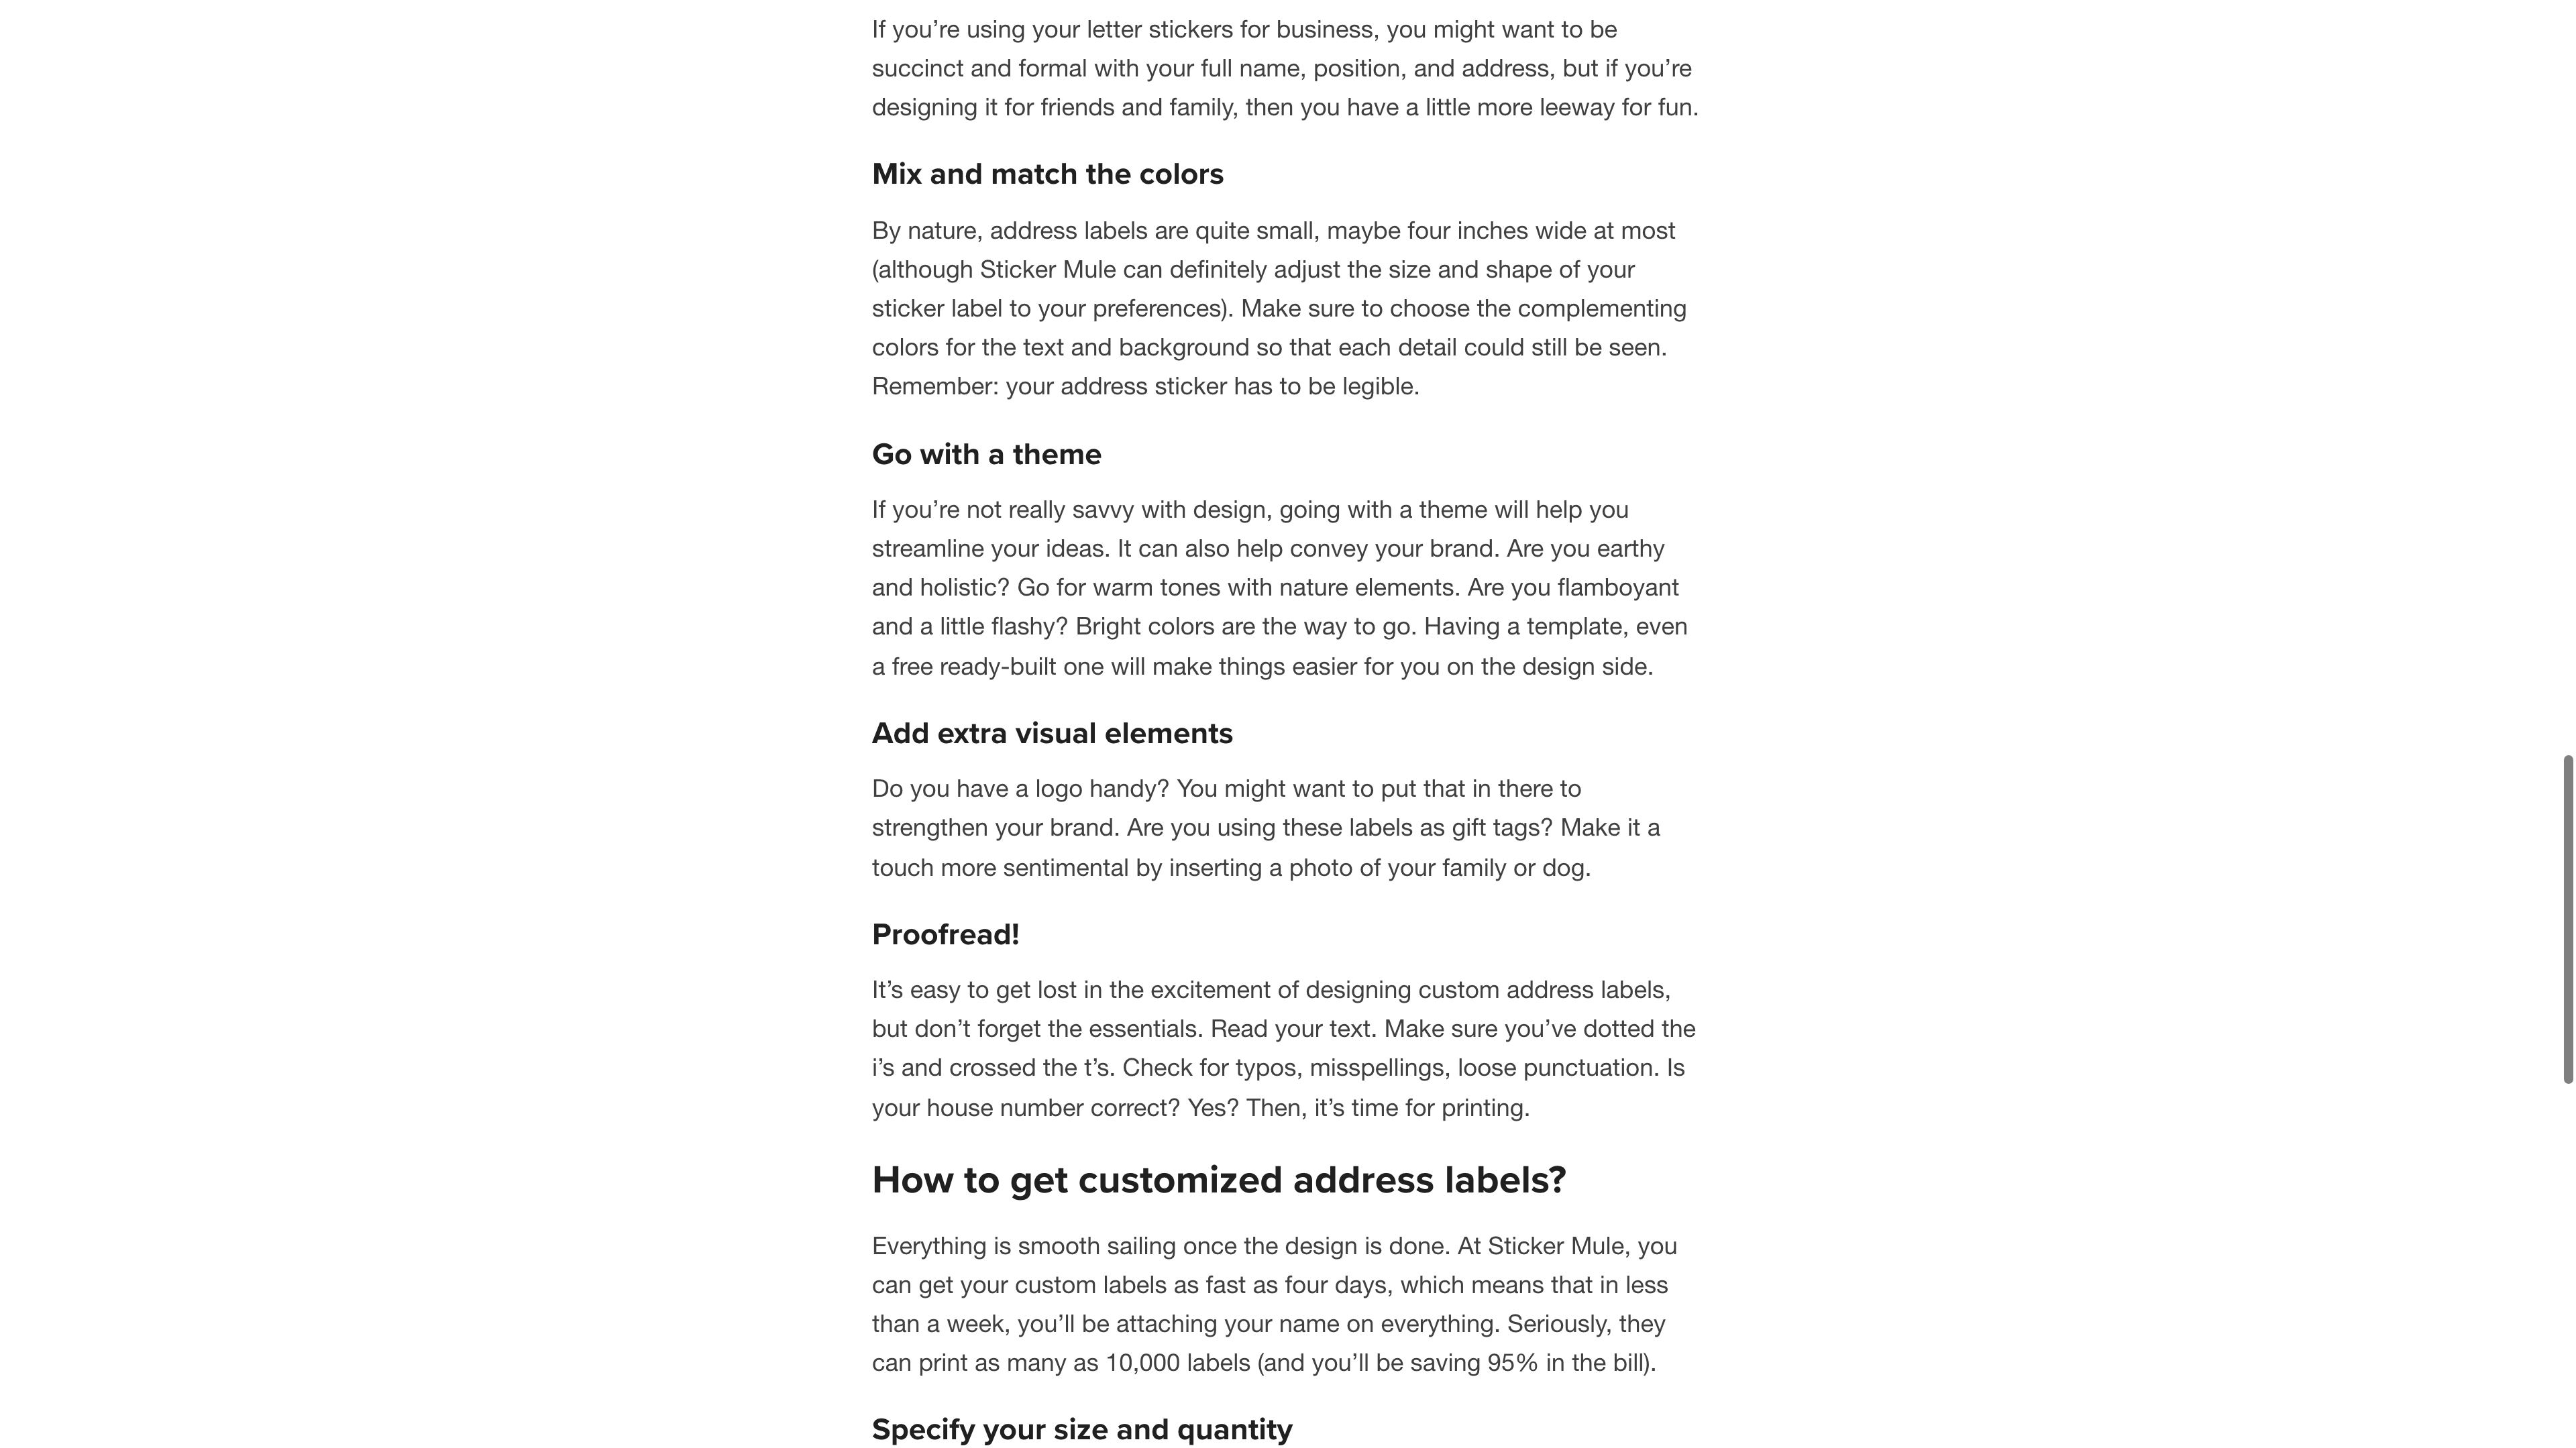 If you’re using your letter stickers for business, you might want to be
succinct and formal with your full name, position, and address, but if you’re
designing it for friends and family, then you have a little more leeway for fun.
Mix and match the colors
By nature, address labels are quite small, maybe four inches wide at most
(although Sticker Mule can definitely adjust the size and shape of your
sticker label to your preferences). Make sure to choose the complementing
colors for the text and background so that each detail could still be seen.
Remember: your address sticker has to be legible.
Go with a theme
If you’re not really savvy with design, going with a theme will help you
streamline your ideas. It can also help convey your brand. Are you earthy
and holistic? Go for warm tones with nature elements. Are you flamboyant
and a little flashy? Bright colors are the way to go. Having a template, even
a free ready-built one will make things easier for you on the design side.
Add extra visual elements
Do you have a logo handy? You might want to put that in there to
strengthen your brand. Are you using these labels as gift tags? Make it a
touch more sentimental by inserting a photo of your family or dog.
Proofread!
It’s easy to get lost in the excitement of designing custom address labels,
but don’t forget the essentials. Read your text. Make sure you’ve dotted the
i’s and crossed the t’s. Check for typos, misspellings, loose punctuation. Is
your house number correct? Yes? Then, it’s time for printing.
How to get customized address labels?
Everything is smooth sailing once the design is done. At Sticker Mule, you
can get your custom labels as fast as four days, which means that in less
than a week, you’ll be attaching your name on everything. Seriously, they
can print as many as 10,000 labels (and you’ll be saving 95% in the bill).
Specify your size and quantity